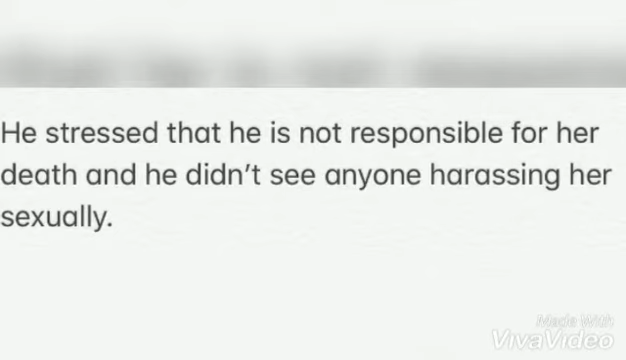 He stressed that he is not responsible for her
death and he didn't see anyone harassing her
sexually.
Made With
VivaVideo